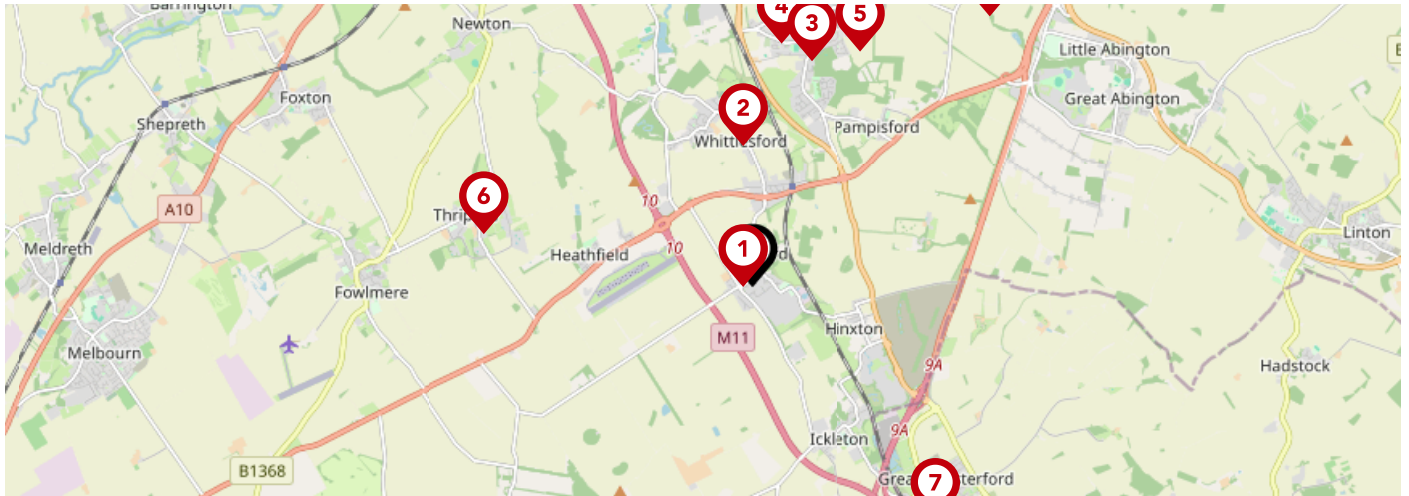 Barrington
Newton
4
3
5
Little Abington
Great Abington
Foxton
Shepreth
2
Whittlesford
Pampisford
6
10
A10
Meldreth
Heathfield
10
1
Linton
Fowlmere
M11
Hinxton
Melbourn
9A
Hadstock
9A
Ickleton
B1368
7